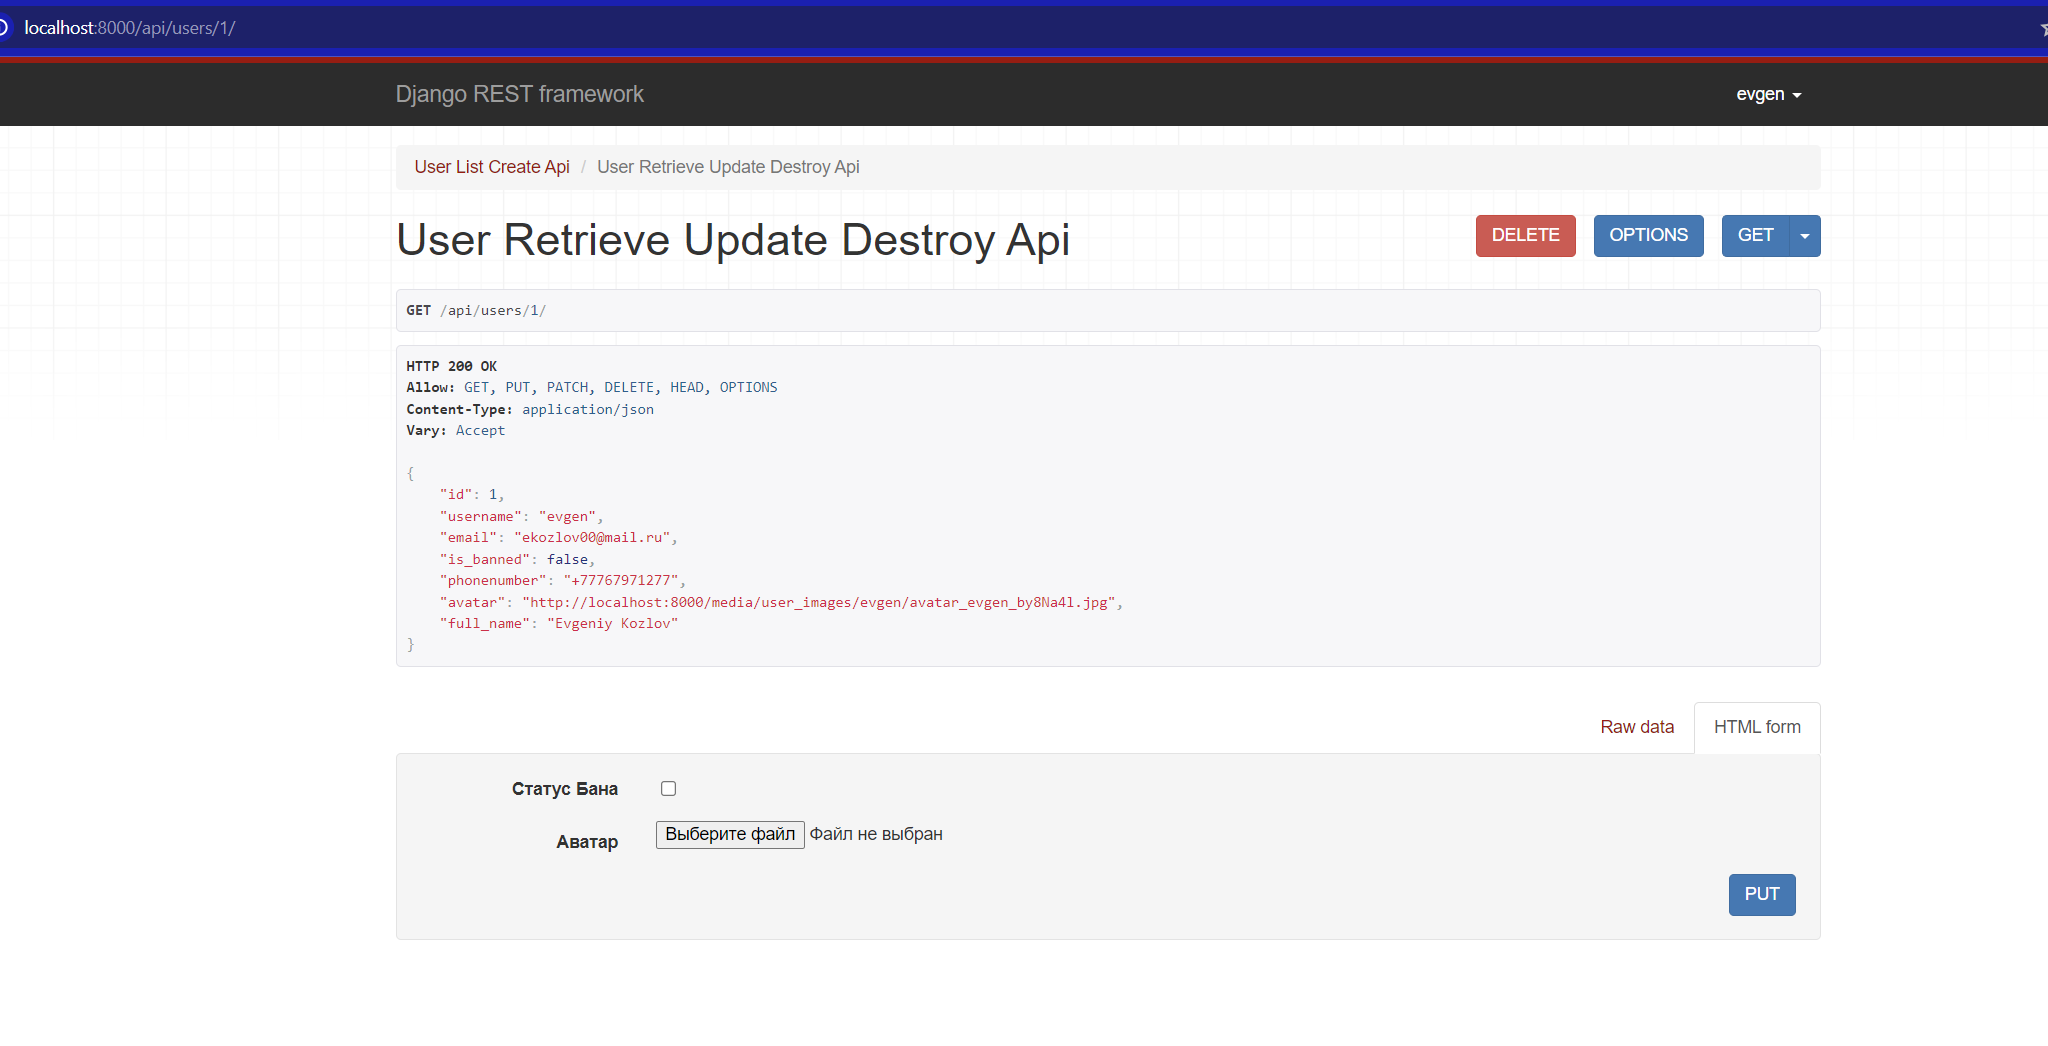 localhost:8000/api/users/1/
Django REST framework
evgen
User List Create Api / User Retrieve Update Destroy Api
User Retrieve Update Destroy Api
DELETE
OPTIONS
GET
GET /api/users/1/
HTTP 200 OK
Allow: GET, PUT, PATCH, DELETE, HEAD, OPTIONS
Content-Type: application/json
Vary: Accept
{
    "id": 1,
    "username": "evgen",
    "email": "ekozlov00@mail.ru",
    "is_banned": false,
    "phonenumber": "+77767971277",
    "avatar": "http://localhost:8000/media/user_images/evgen/avatar_evgen_by8Na4l.jpg",
    "full_name": "Evgeniy Kozlov"
}
Raw data
HTML form
Статус Бана
Аватар
Выберите файл Файл не выбран
PUT